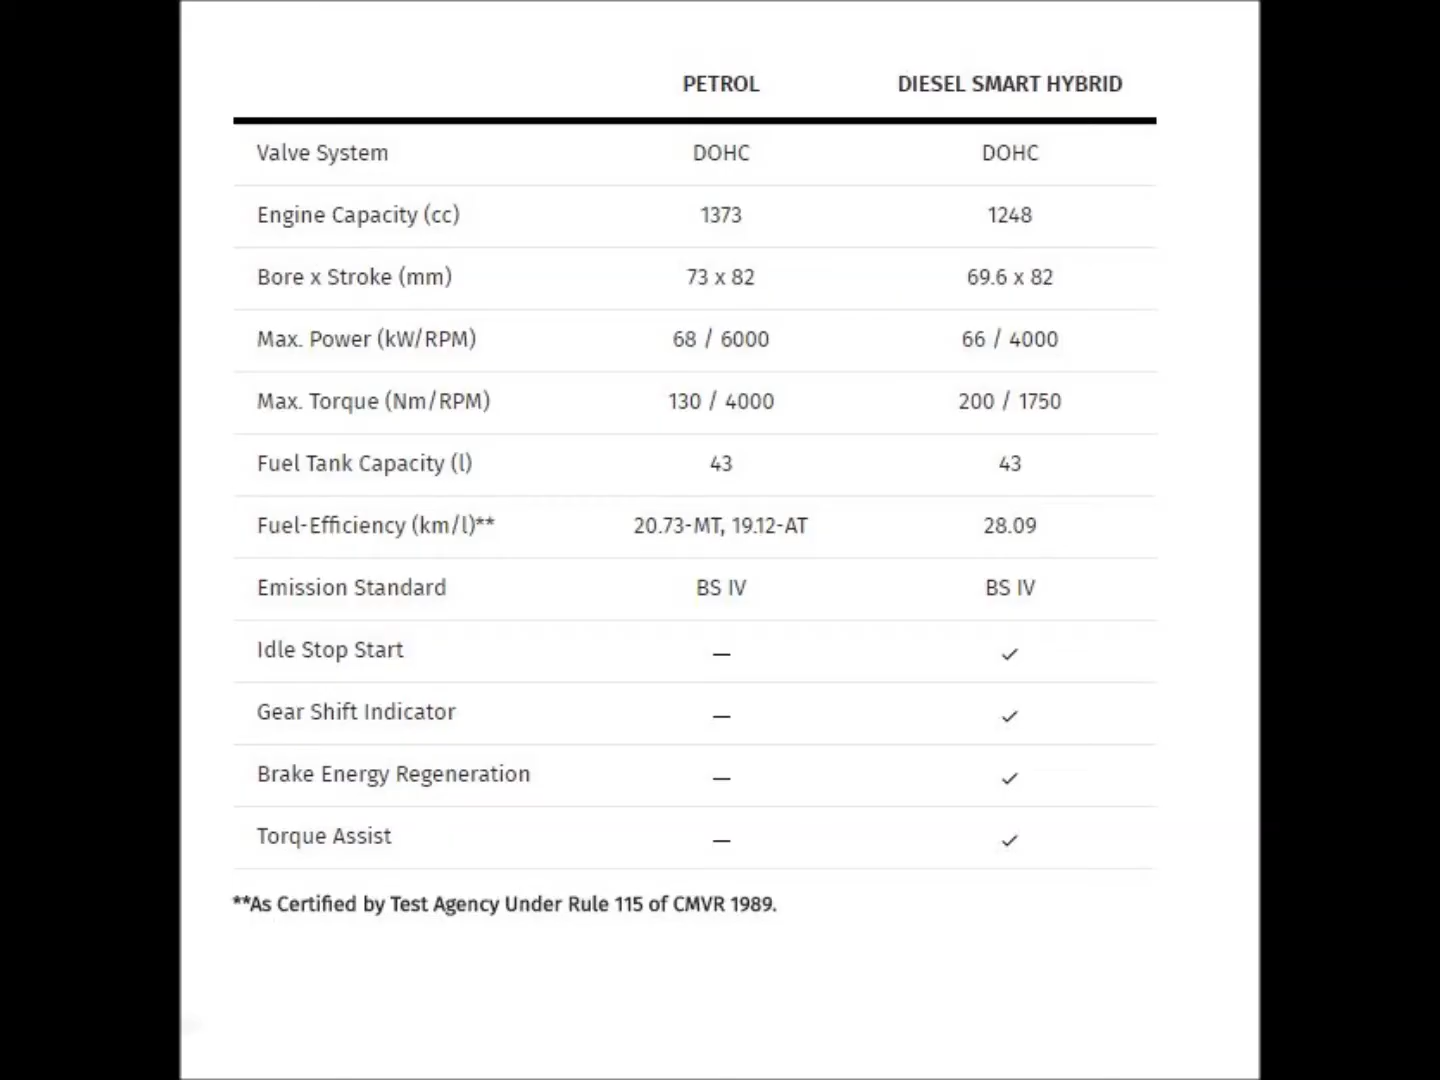 PETROL DIESEL SMART HYBRID
Valve System DOHC DOHC
Engine Capacity (cc) 1373 1248
Bore x Stroke (mm) 73 x 82 69.6 x 82
Max. Power (kW/RPM) 68 / 6000 66 / 4000
Max. Torque (Nm/RPM) 130 / 4000 200 / 1750
Fuel Tank Capacity (l) 43 43
Fuel-Efficiency (km/l)** 20.73-MT, 19.12-AT 28.09
Emission Standard BS IV BS IV
Idle Stop Start — ✓
Gear Shift Indicator — ✓
Brake Energy Regeneration — ✓
Torque Assist — ✓
**As Certified by Test Agency Under Rule 115 of CMVR 1989.